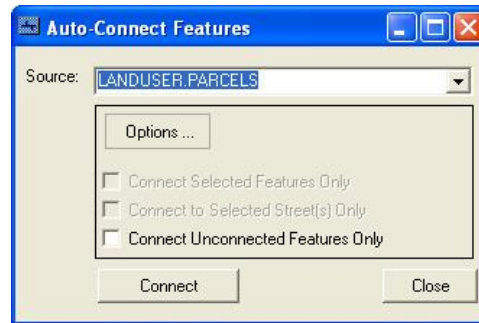 Auto-Connect Features
Source: LANDUSER.PARCELS
Options ...
Connect Selected Features Only
Connect to Selected Street(s) Only
Connect Unconnected Features Only
Connect Close